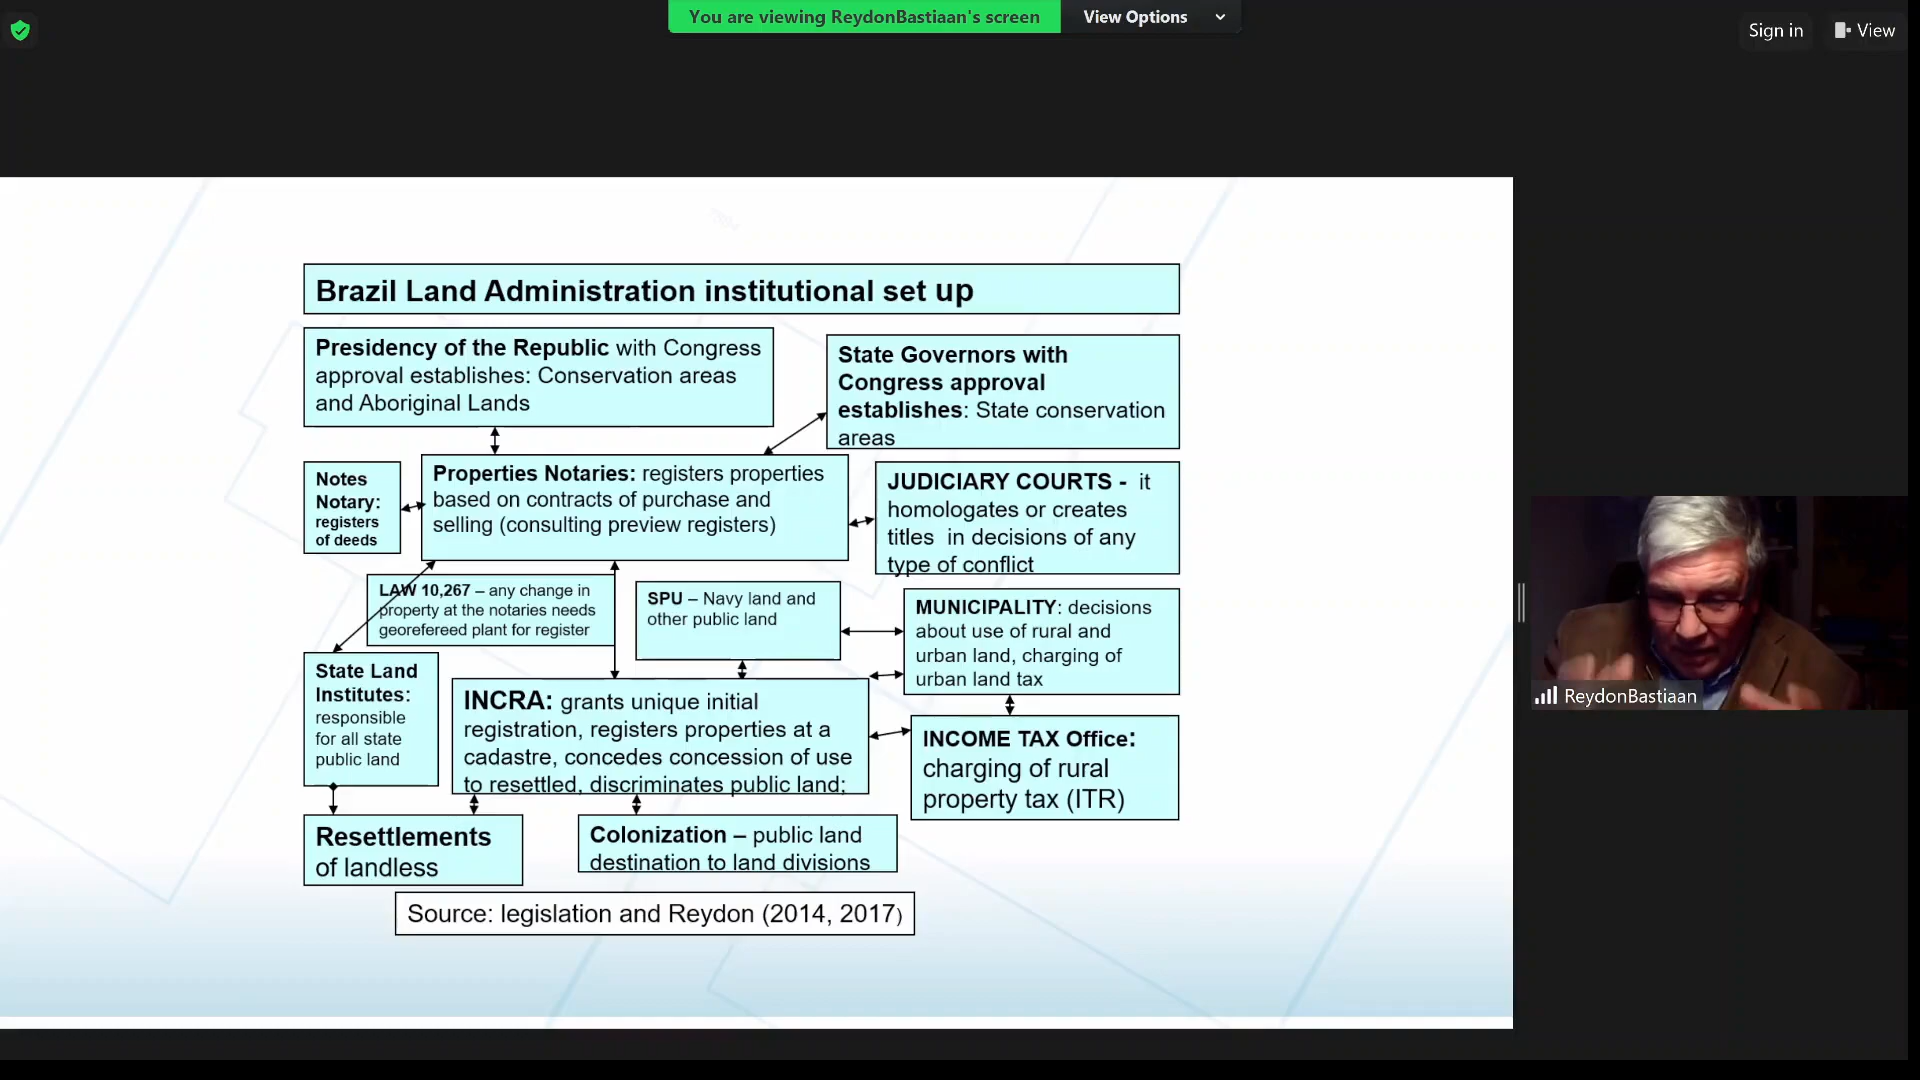 You are viewing ReydonBastiaan's screen
View Options
Sign in
View
Brazil Land Administration institutional set up
Presidency of the Republic with Congress
approval establishes: Conservation areas
and Aboriginal Lands
State Governors with
Congress approval
establishes: State conservation
areas
Notes
Notary:
registers
of deeds
Properties Notaries: registers properties
based on contracts of purchase and
selling (consulting preview registers)
JUDICIARY COURTS - it
homologates or creates
titles in decisions of any
type of conflict
LAW 10,267 – any change in
property at the notaries needs
georefereed plant for register
SPU – Navy land and
other public land
MUNICIPALITY: decisions
about use of rural and
urban land, charging of
urban land tax
State Land
Institutes:
responsible
for all state
public land
INCRA: grants unique initial
registration, registers properties at a
cadastre, concedes concession of use
to resettled, discriminates public land;
INCOME TAX Office:
charging of rural
property tax (ITR)
Resettlements
of landless
Colonization – public land
destination to land divisions
Source: legislation and Reydon (2014, 2017)
ReydonBastiaan